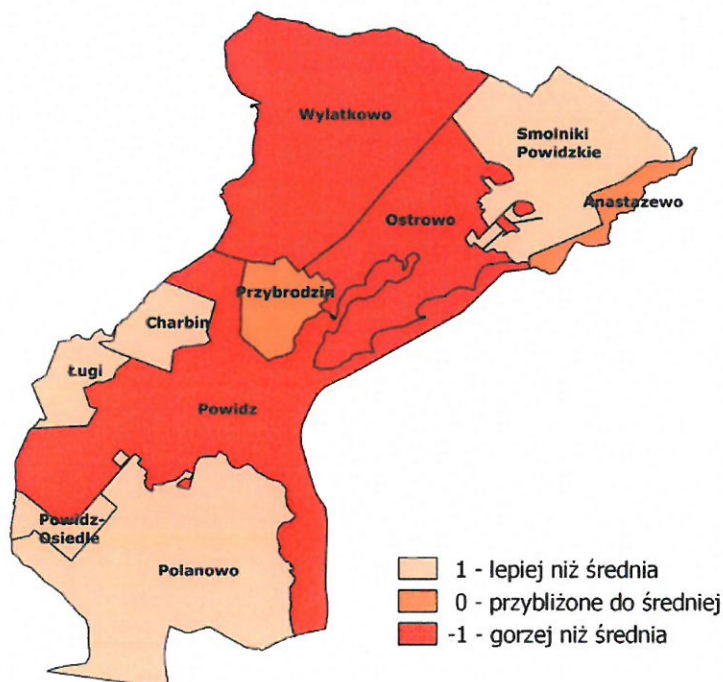 Wylatkowo
Smolniki
Powidzkie
Anastazewo
Ostrowo
Przybrodzin
Charbin
Ługi
Powidz
Powidz-
Osiedle
Polanowo
1 - lepiej niż średnia
0 - przybliżone do średniej
-1 - gorzej niż średnia